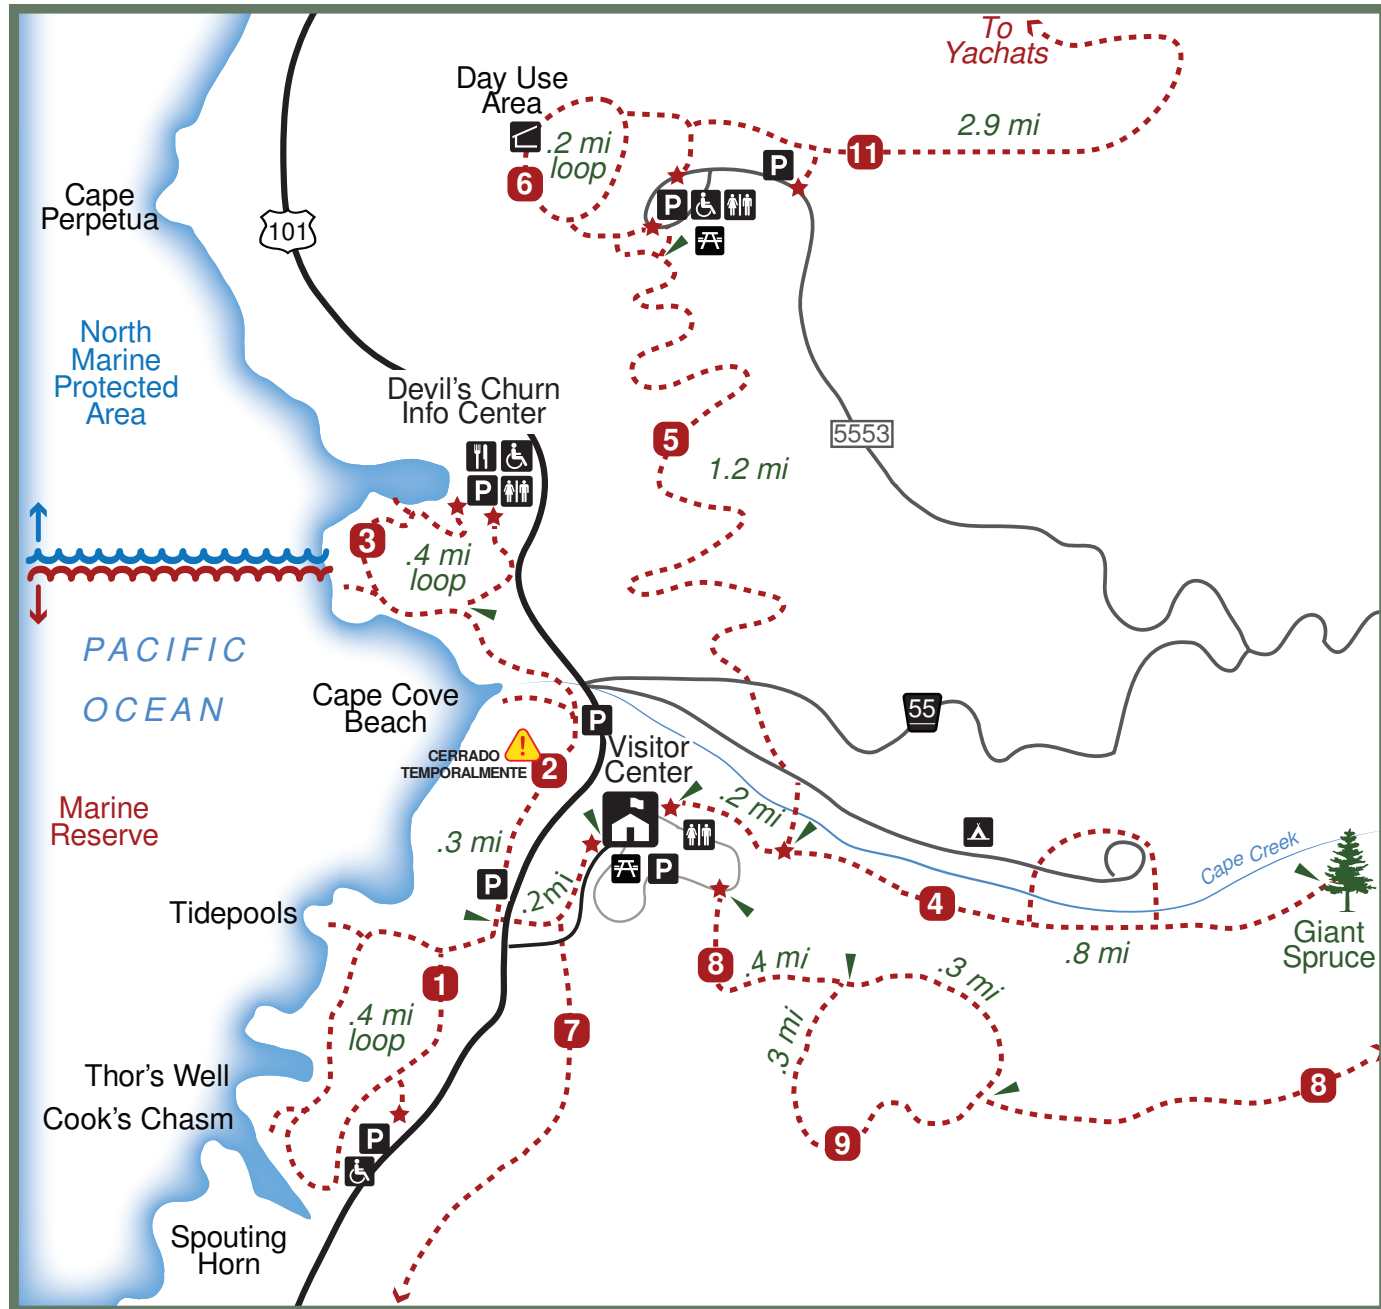 To
Yachats
Day Use
Area
2.9 mi
.2 mi
loop
11
P
6
Cape
Perpetua
P
101
North
Marine
Protected
Area
Devil's Churn
Info Center
5553
5
1.2 mi
P
3
.4 mi
loop
PACIFIC
OCEAN
Cape Cove
Beach
55
P
CERRADO
TEMPORALMENTE
!
2
Visitor
Center
Marine
Reserve
.2 mi
.3 mi
Cape Creek
P
P
.2mi
4
Tidepools
Giant
Spruce
.8 mi
8
.4 mi
.3 mi
1
.4 mi
loop
7
.3 mi
Thor's Well
Cook's Chasm
8
P
9
Spouting
Horn